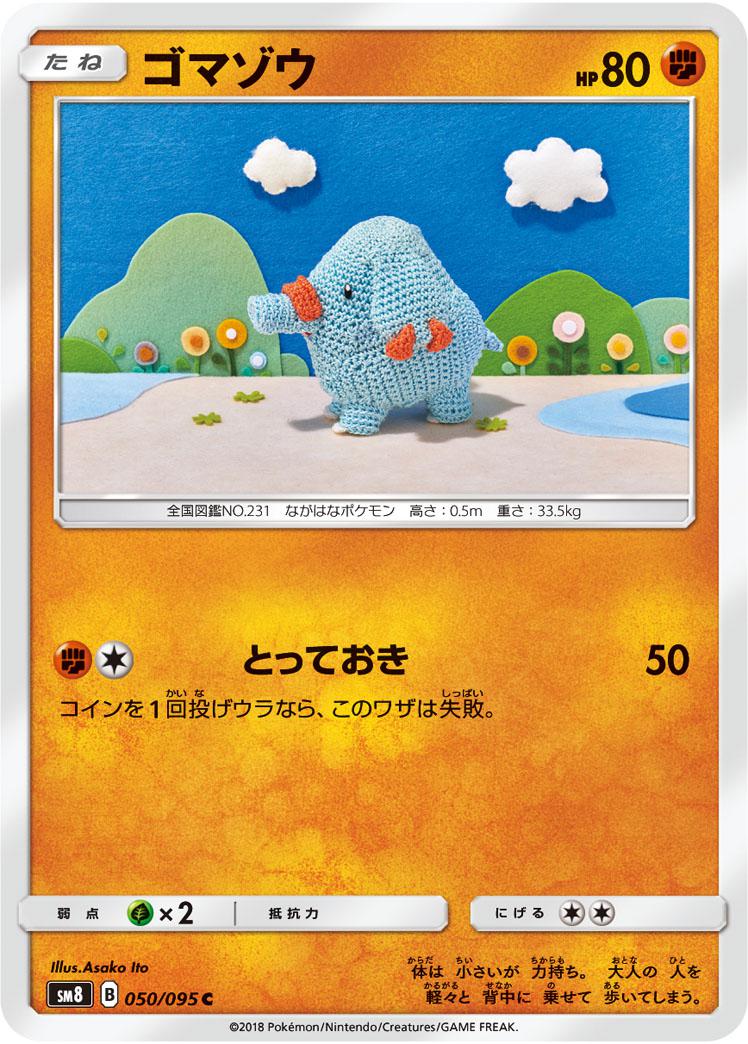 たね ゴマゾウ HP80
全国図鑑NO.231 ながはなポケモン 高さ:0.5m 重さ:33.5kg
とっておき 50
コインを1回投げウラなら、このワザは失敗。
弱点 ×2 抵抗力 にげる
Illus.Asako Ito
SM8 B 050/095 C
体は 小さいが 力持ち。 大人の 人を
軽々と 背中に 乗せて 歩いてしまう。
©2018 Pokémon/Nintendo/Creatures/GAME FREAK.